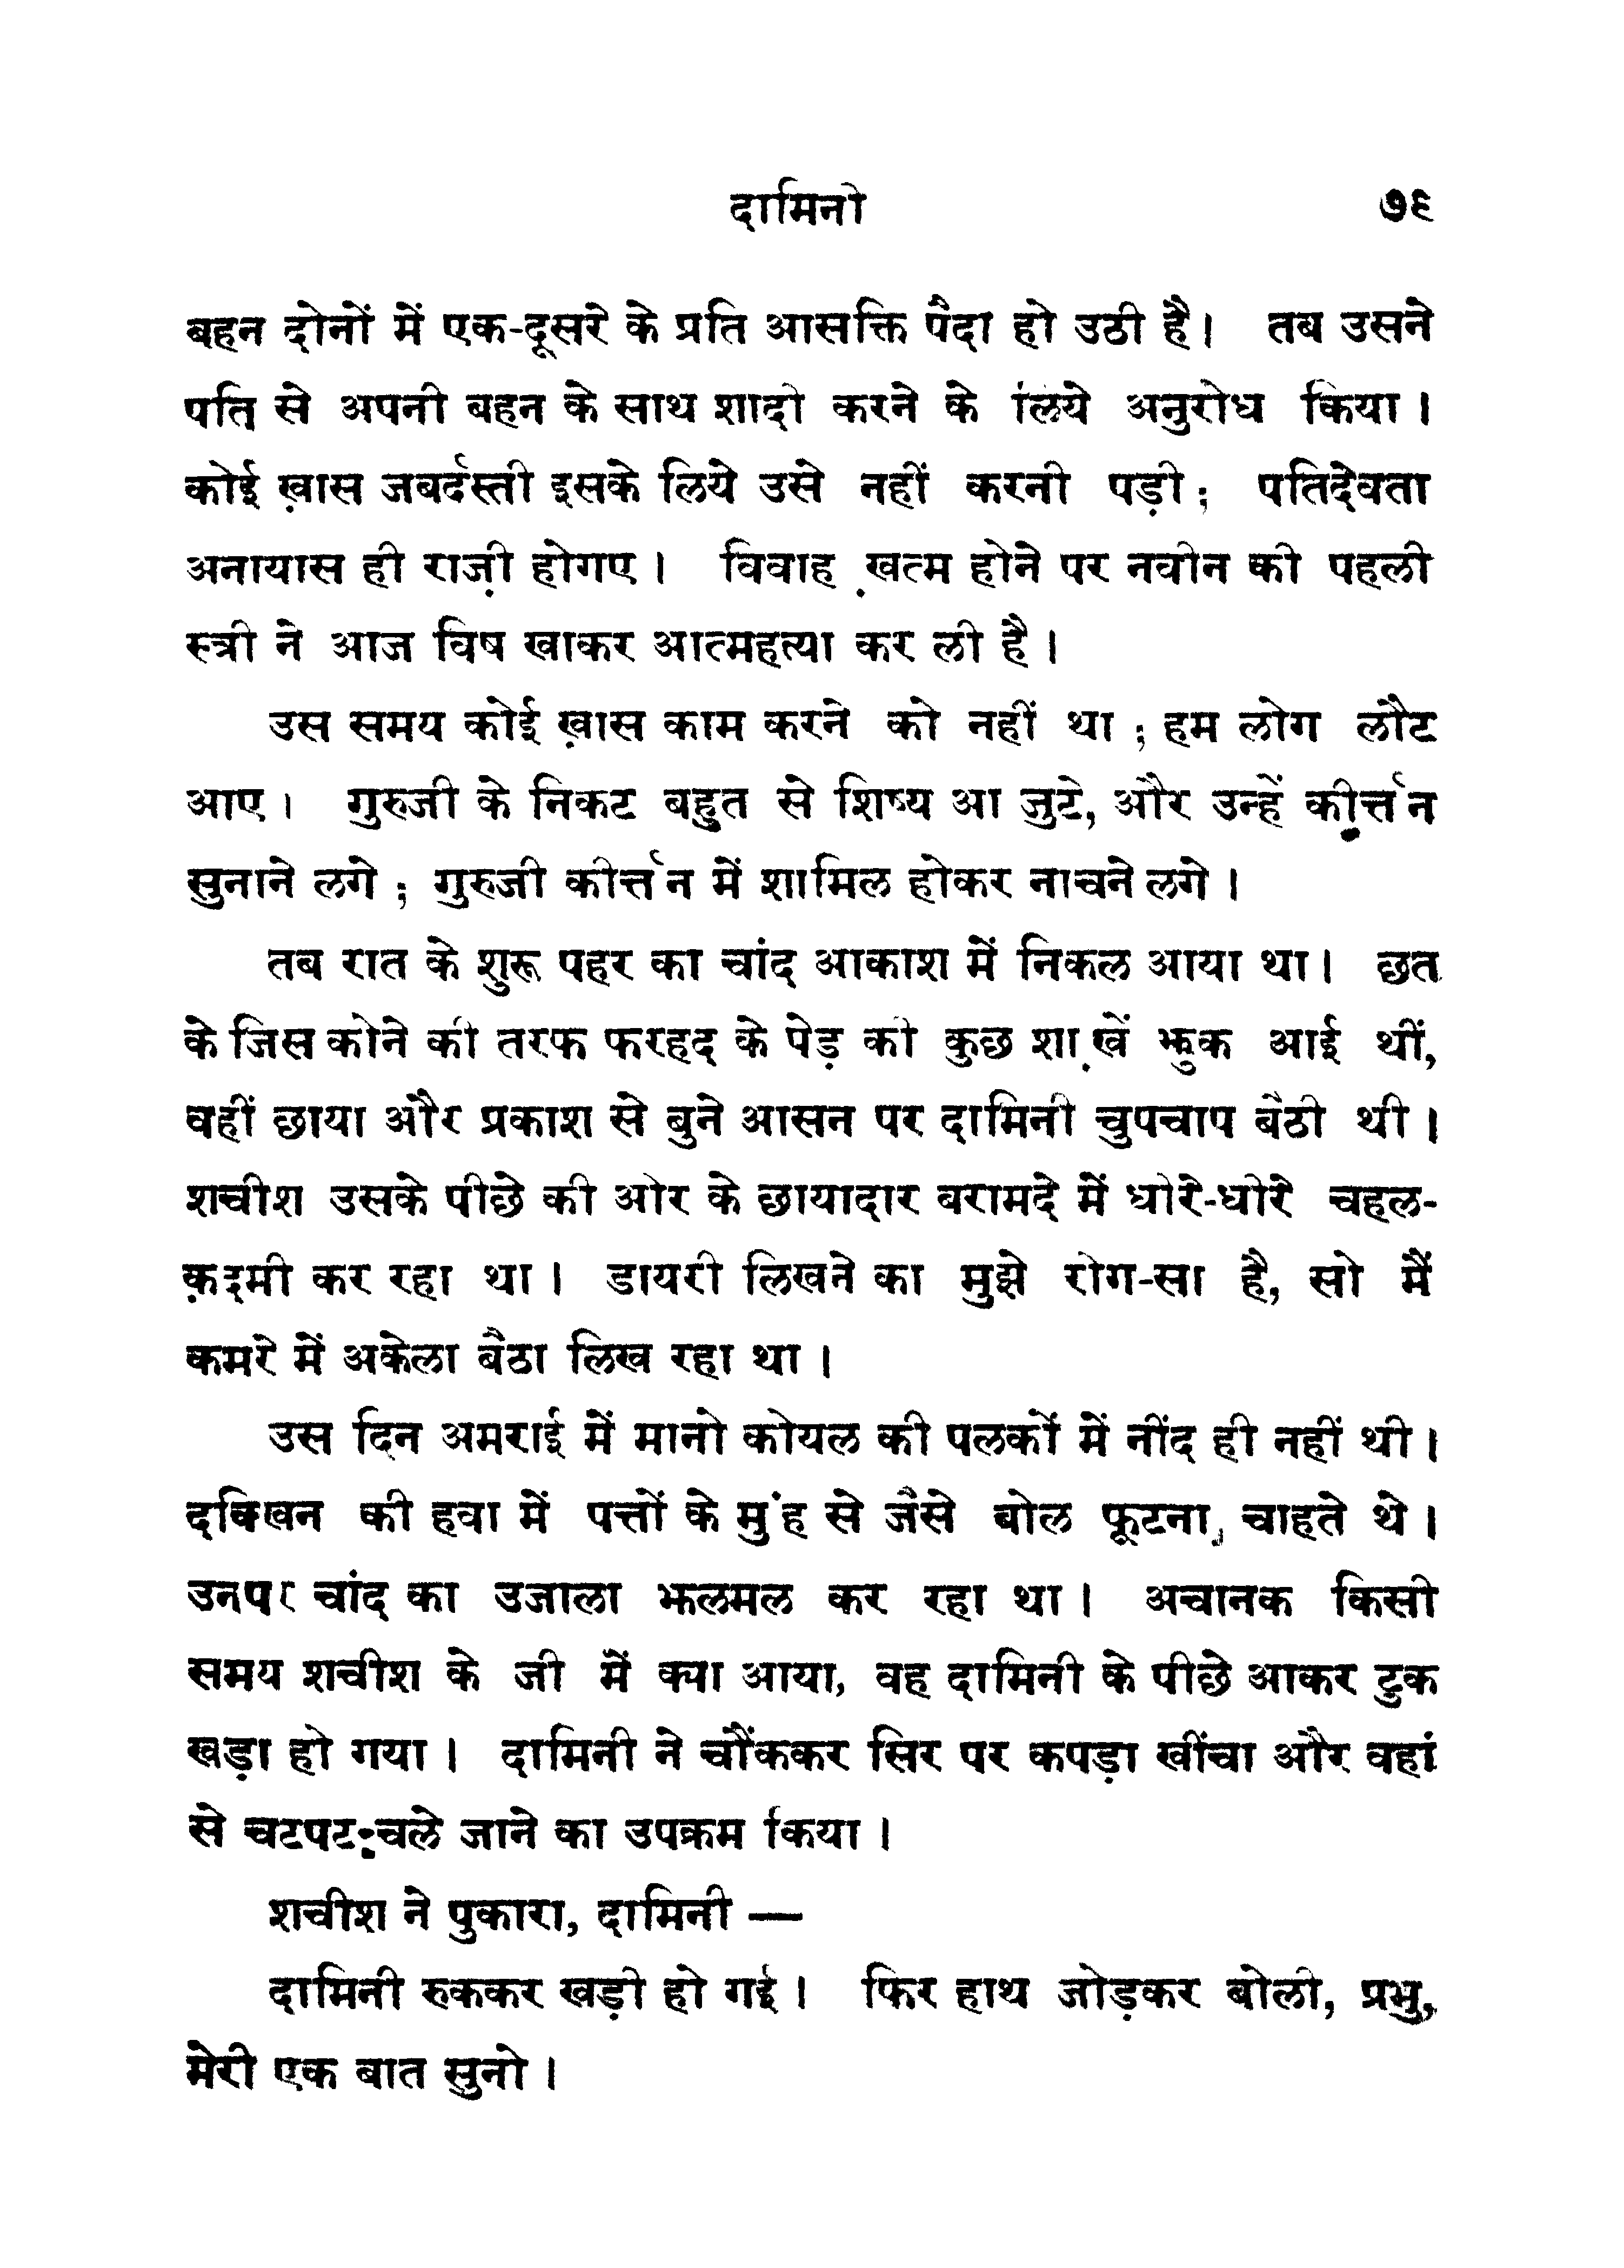 दामिनी ७९
बहन दोनों में एक-दूसरे के प्रति आसक्ति पैदा हो उठी है। तब उसने
पति से अपनी बहन के साथ शादी करने के लिये अनुरोध किया।
कोई ख़ास जबर्दस्ती इसके लिये उसे नहीं करनी पड़ी; पतिदेवता
अनायास ही राज़ी होगए। विवाह ख़त्म होने पर नवीन की पहली
स्त्री ने आज विष खाकर आत्महत्या कर ली है।
उस समय कोई ख़ास काम करने को नहीं था; हम लोग लौट
आए। गुरुजी के निकट बहुत से शिष्य आ जुटे, और उन्हें कीर्त्तन
सुनाने लगे; गुरुजी कीर्त्तन में शामिल होकर नाचने लगे।
तब रात के शुरू पहर का चांद आकाश में निकल आया था। छत
के जिस कोने की तरफ फरहद के पेड़ की कुछ शाख़ें झुक आई थीं,
वहीं छाया और प्रकाश से बुने आसन पर दामिनी चुपचाप बैठी थी।
शचीश उसके पीछे की ओर के छायादार बरामदे में धीरे-धीरे चहल-
क़दमी कर रहा था। डायरी लिखने का मुझे रोग-सा है, सो मैं
कमरे में अकेला बैठा लिख रहा था।
उस दिन अमराई में मानो कोयल की पलकों में नींद ही नहीं थी।
दक्खिन की हवा में पत्तों के मुंह से जैसे बोल फूटना चाहते थे।
उनपर चांद का उजाला झलमल कर रहा था। अचानक किसी
समय शचीश के जी में क्या आया, वह दामिनी के पीछे आकर टुक
खड़ा हो गया। दामिनी ने चौंककर सिर पर कपड़ा खींचा और वहां
से चटपट चले जाने का उपक्रम किया।
शचीश ने पुकारा, दामिनी —
दामिनी रुककर खड़ी हो गई। फिर हाथ जोड़कर बोली, प्रभु,
मेरी एक बात सुनो।